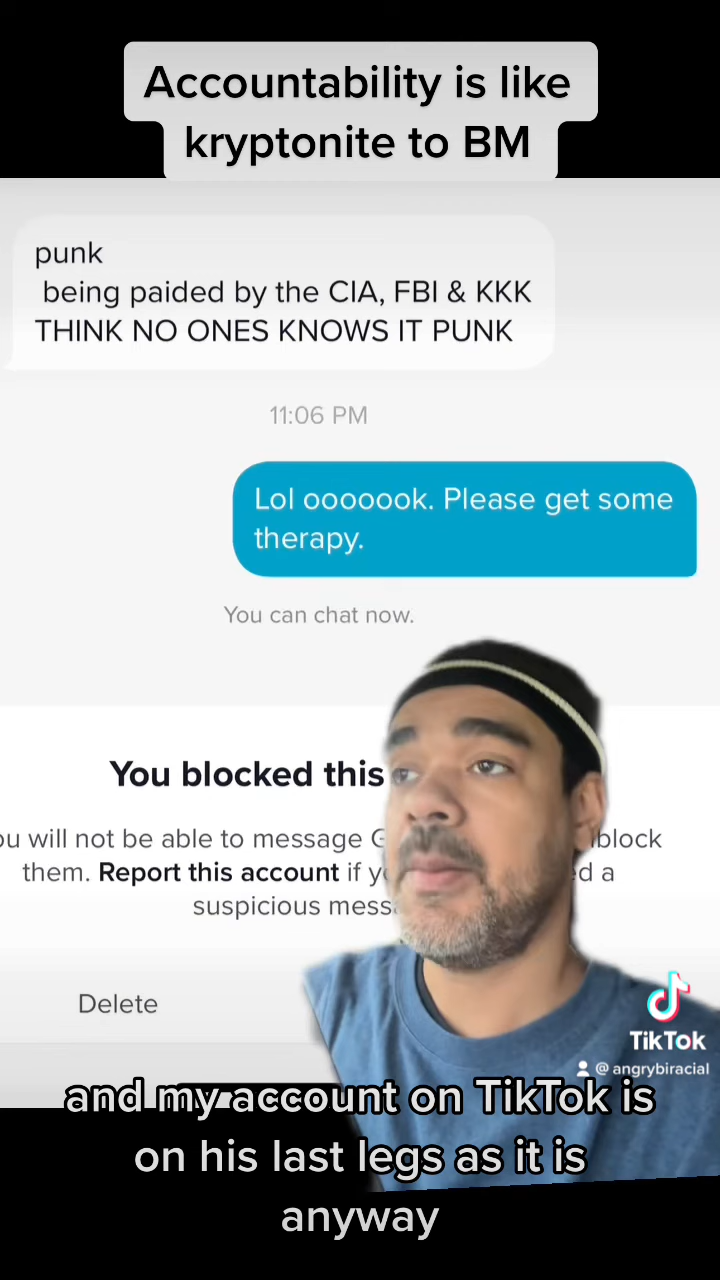 Accountability is like
kryptonite to BM
punk
being paided by the CIA, FBI & KKK
THINK NO ONES KNOWS IT PUNK
11:06 PM
Lol ooooook. Please get some
therapy.
You can chat now.
You blocked this
ou will not be able to message G block
them. Report this account if yo d a
suspicious mess
Delete
TikTok
@angrybiracial
and my account on TikTok is
on his last legs as it is
anyway